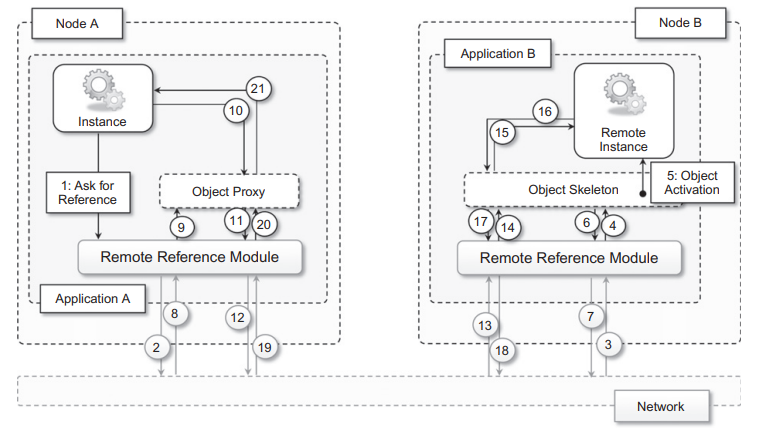 Node A
Node B
Application B
Instance
21
10
16
15
Remote
Instance
1: Ask for
Reference
Object Proxy
Object Skeleton
5: Object
Activation
9
11
20
17
14
6
4
Remote Reference Module
Remote Reference Module
Application A
8
12
13
7
2
19
18
3
Network